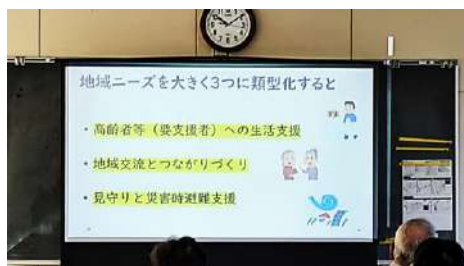 地域ニーズを大きく3つに類型化すると
・高齢者等（要支援者）への生活支援
・地域交流とつながりづくり
・見守りと災害時避難支援